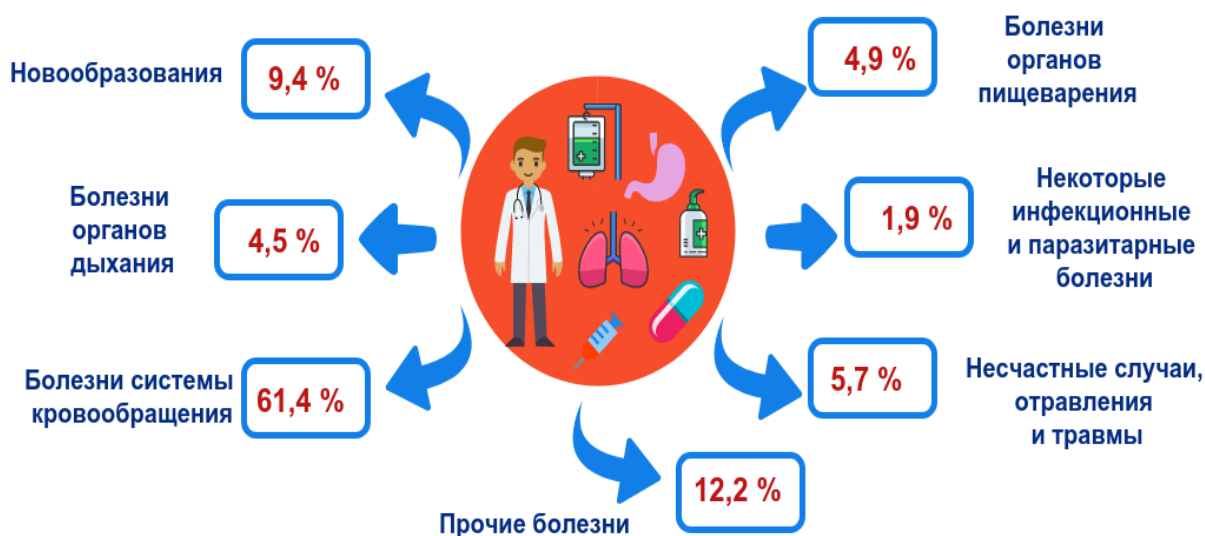 Новообразования
9,4 %
Болезни
органов
дыхания
4,5 %
Болезни системы
кровообращения
61,4 %
Прочие болезни
12,2 %
4,9 %
Болезни
органов
пищеварения
1,9 %
Некоторые
инфекционные
и паразитарные
болезни
5,7 %
Несчастные случаи,
отравления
и травмы